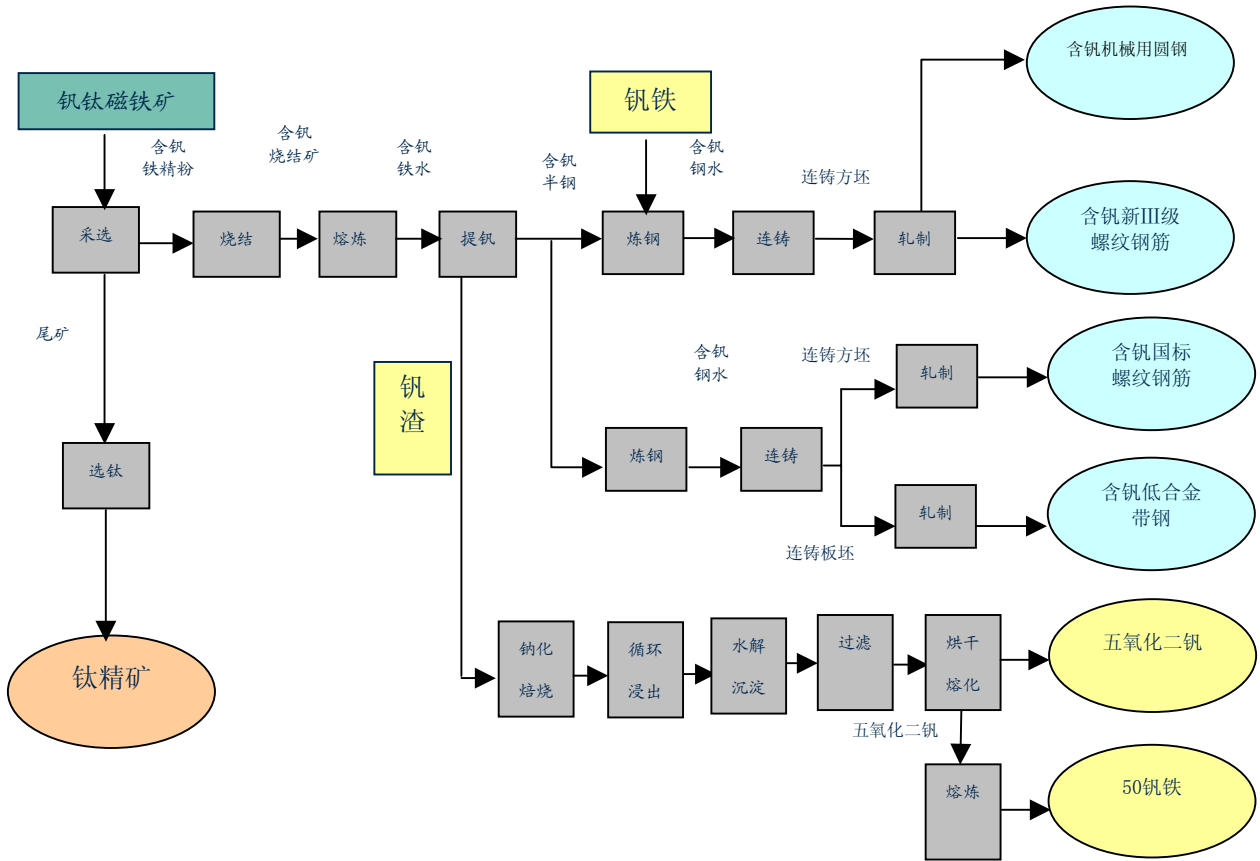 含钒机械用圆钢
钒钛磁铁矿
钒铁
含钒
铁精粉
含钒
烧结矿
含钒
铁水
含钒
半钢
含钒
钢水
连铸方坯
采选
烧结
熔炼
提钒
炼钢
连铸
轧制
含钒新Ⅲ级
螺纹钢筋
尾矿
钒
渣
含钒
钢水
连铸方坯
轧制
含钒国标
螺纹钢筋
选钛
炼钢
连铸
轧制
含钒低合金
带钢
连铸板坯
钛精矿
钠化
焙烧
循环
浸出
水解
沉淀
过滤
烘干
熔化
五氧化二钒
五氧化二钒
熔炼
50钒铁